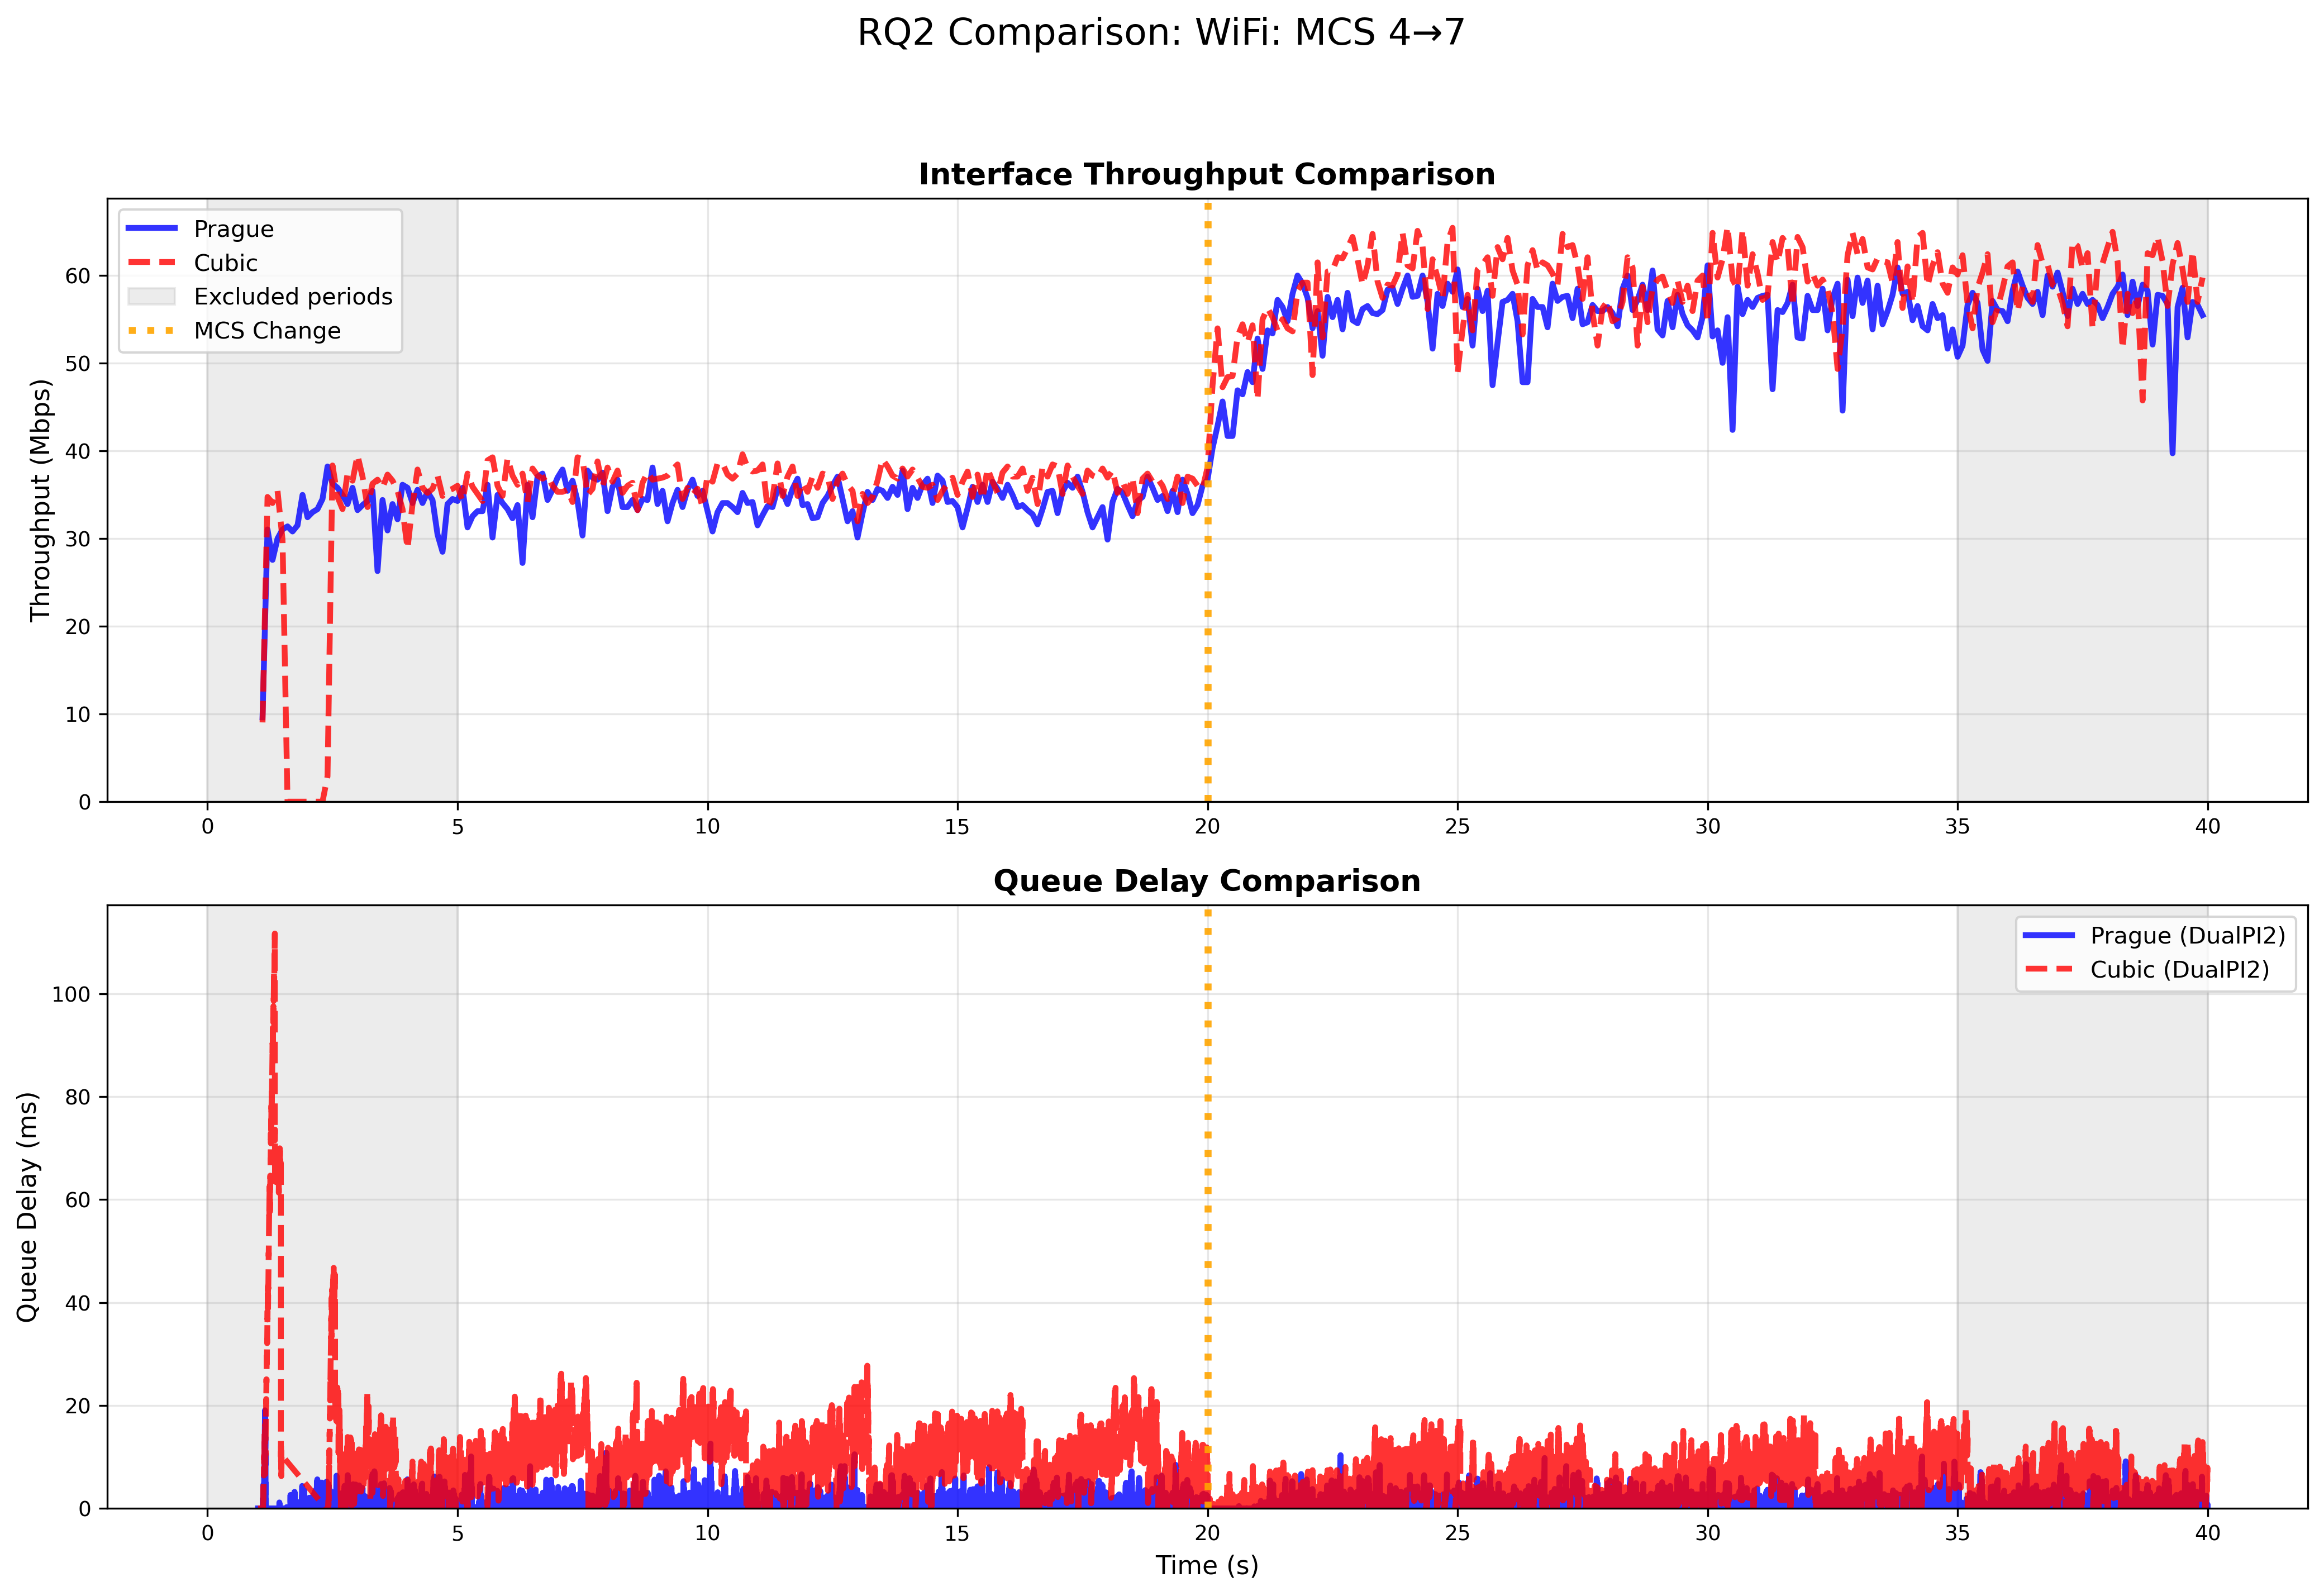 RQ2 Comparison: WiFi: MCS 4→7
Interface Throughput Comparison
Prague
Cubic
Excluded periods
MCS Change
Throughput (Mbps)
60
50
40
30
20
10
0
0 5 10 15 20 25 30 35 40
Queue Delay Comparison
Prague (DualPI2)
Cubic (DualPI2)
Queue Delay (ms)
100
80
60
40
20
0
0 5 10 15 20 25 30 35 40
Time (s)